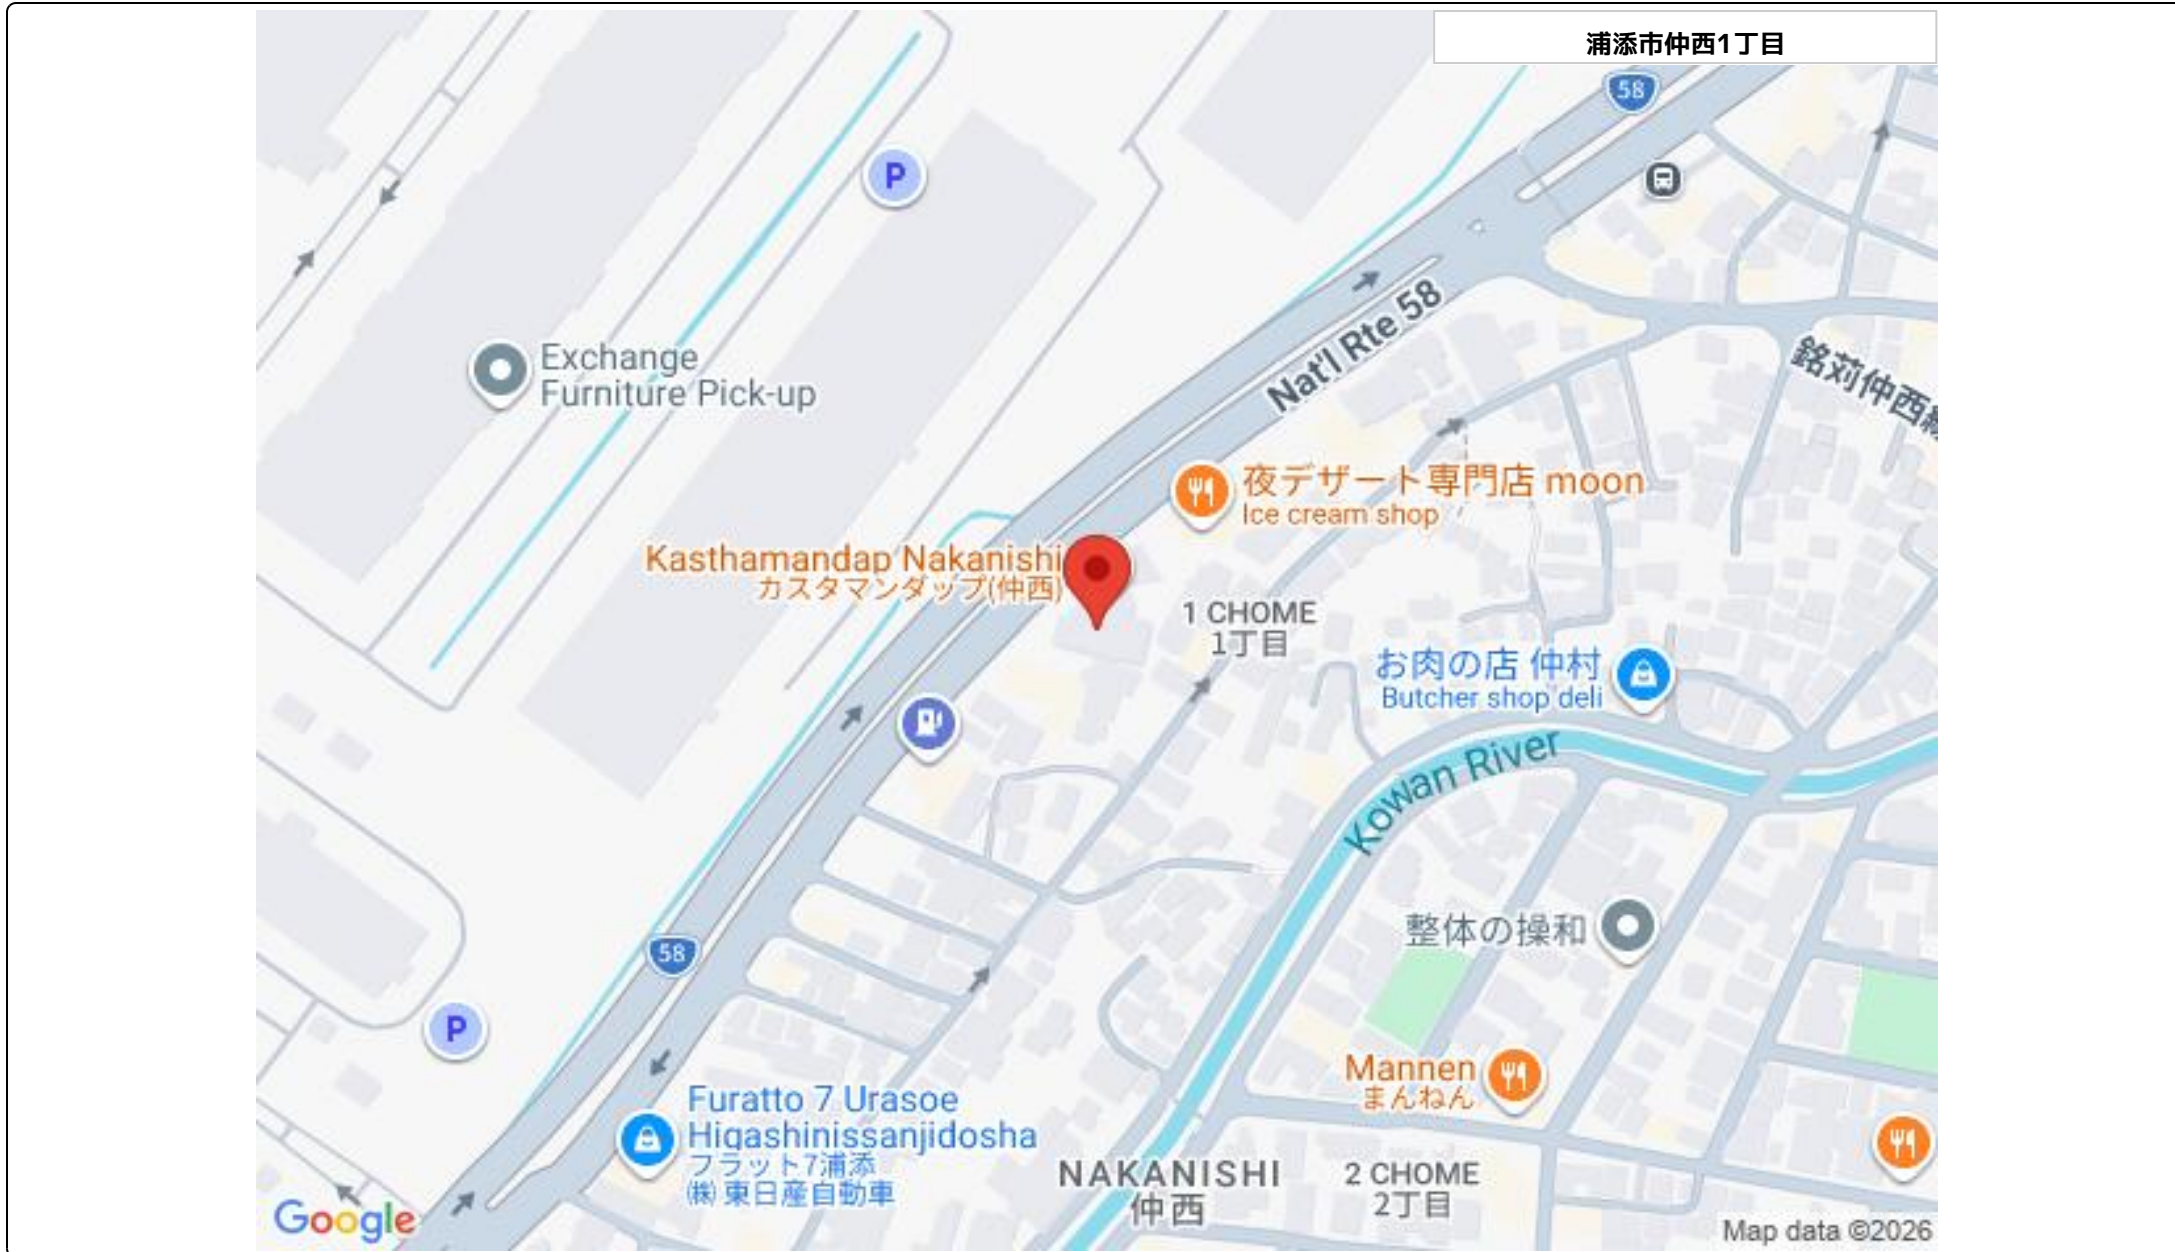 浦添市仲西1丁目
58
P
Exchange
Furniture Pick-up
Nat'l Rte 58
銘苅仲西線
夜デザート専門店 moon
Ice cream shop
Kasthamandap Nakanishi
カスタマンダップ(仲西)
1 CHOME
1丁目
お肉の店 仲村
Butcher shop deli
Kowan River
整体の操和
58
P
Mannen
まんねん
Furatto 7 Urasoe
Higashinissanjidosha
フラット7浦添
㈱ 東日産自動車
NAKANISHI
仲西
2 CHOME
2丁目
Google
Map data ©2026